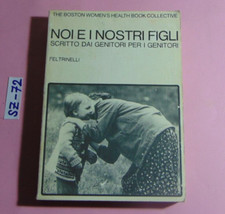 THE BOSTON WOMEN'S HEALTH BOOK COLLECTIVE
NOI E I NOSTRI FIGLI
SCRITTO DAI GENITORI PER I GENITORI
FELTRINELLI
SZ-72